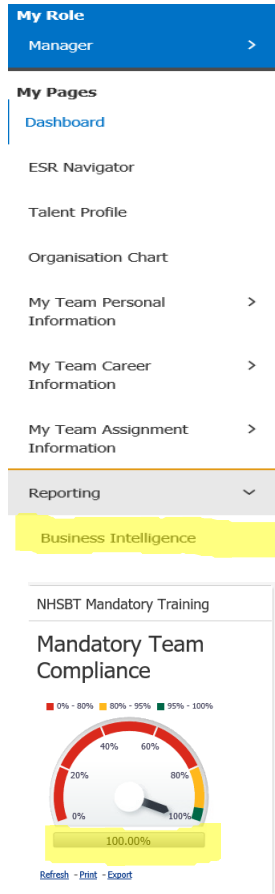 My Role
Manager
My Pages
Dashboard
ESR Navigator
Talent Profile
Organisation Chart
My Team Personal
Information
My Team Career
Information
My Team Assignment
Information
Reporting
Business Intelligence
NHSBT Mandatory Training
Mandatory Team
Compliance
0% - 80% 80% - 95% 95% - 100%
40% 60%
20% 80%
0% 100%
100.00%
Refresh - Print - Export